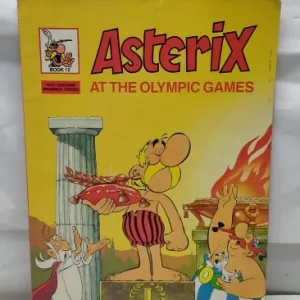 Asterix
AT THE OLYMPIC GAMES
BOOK 12